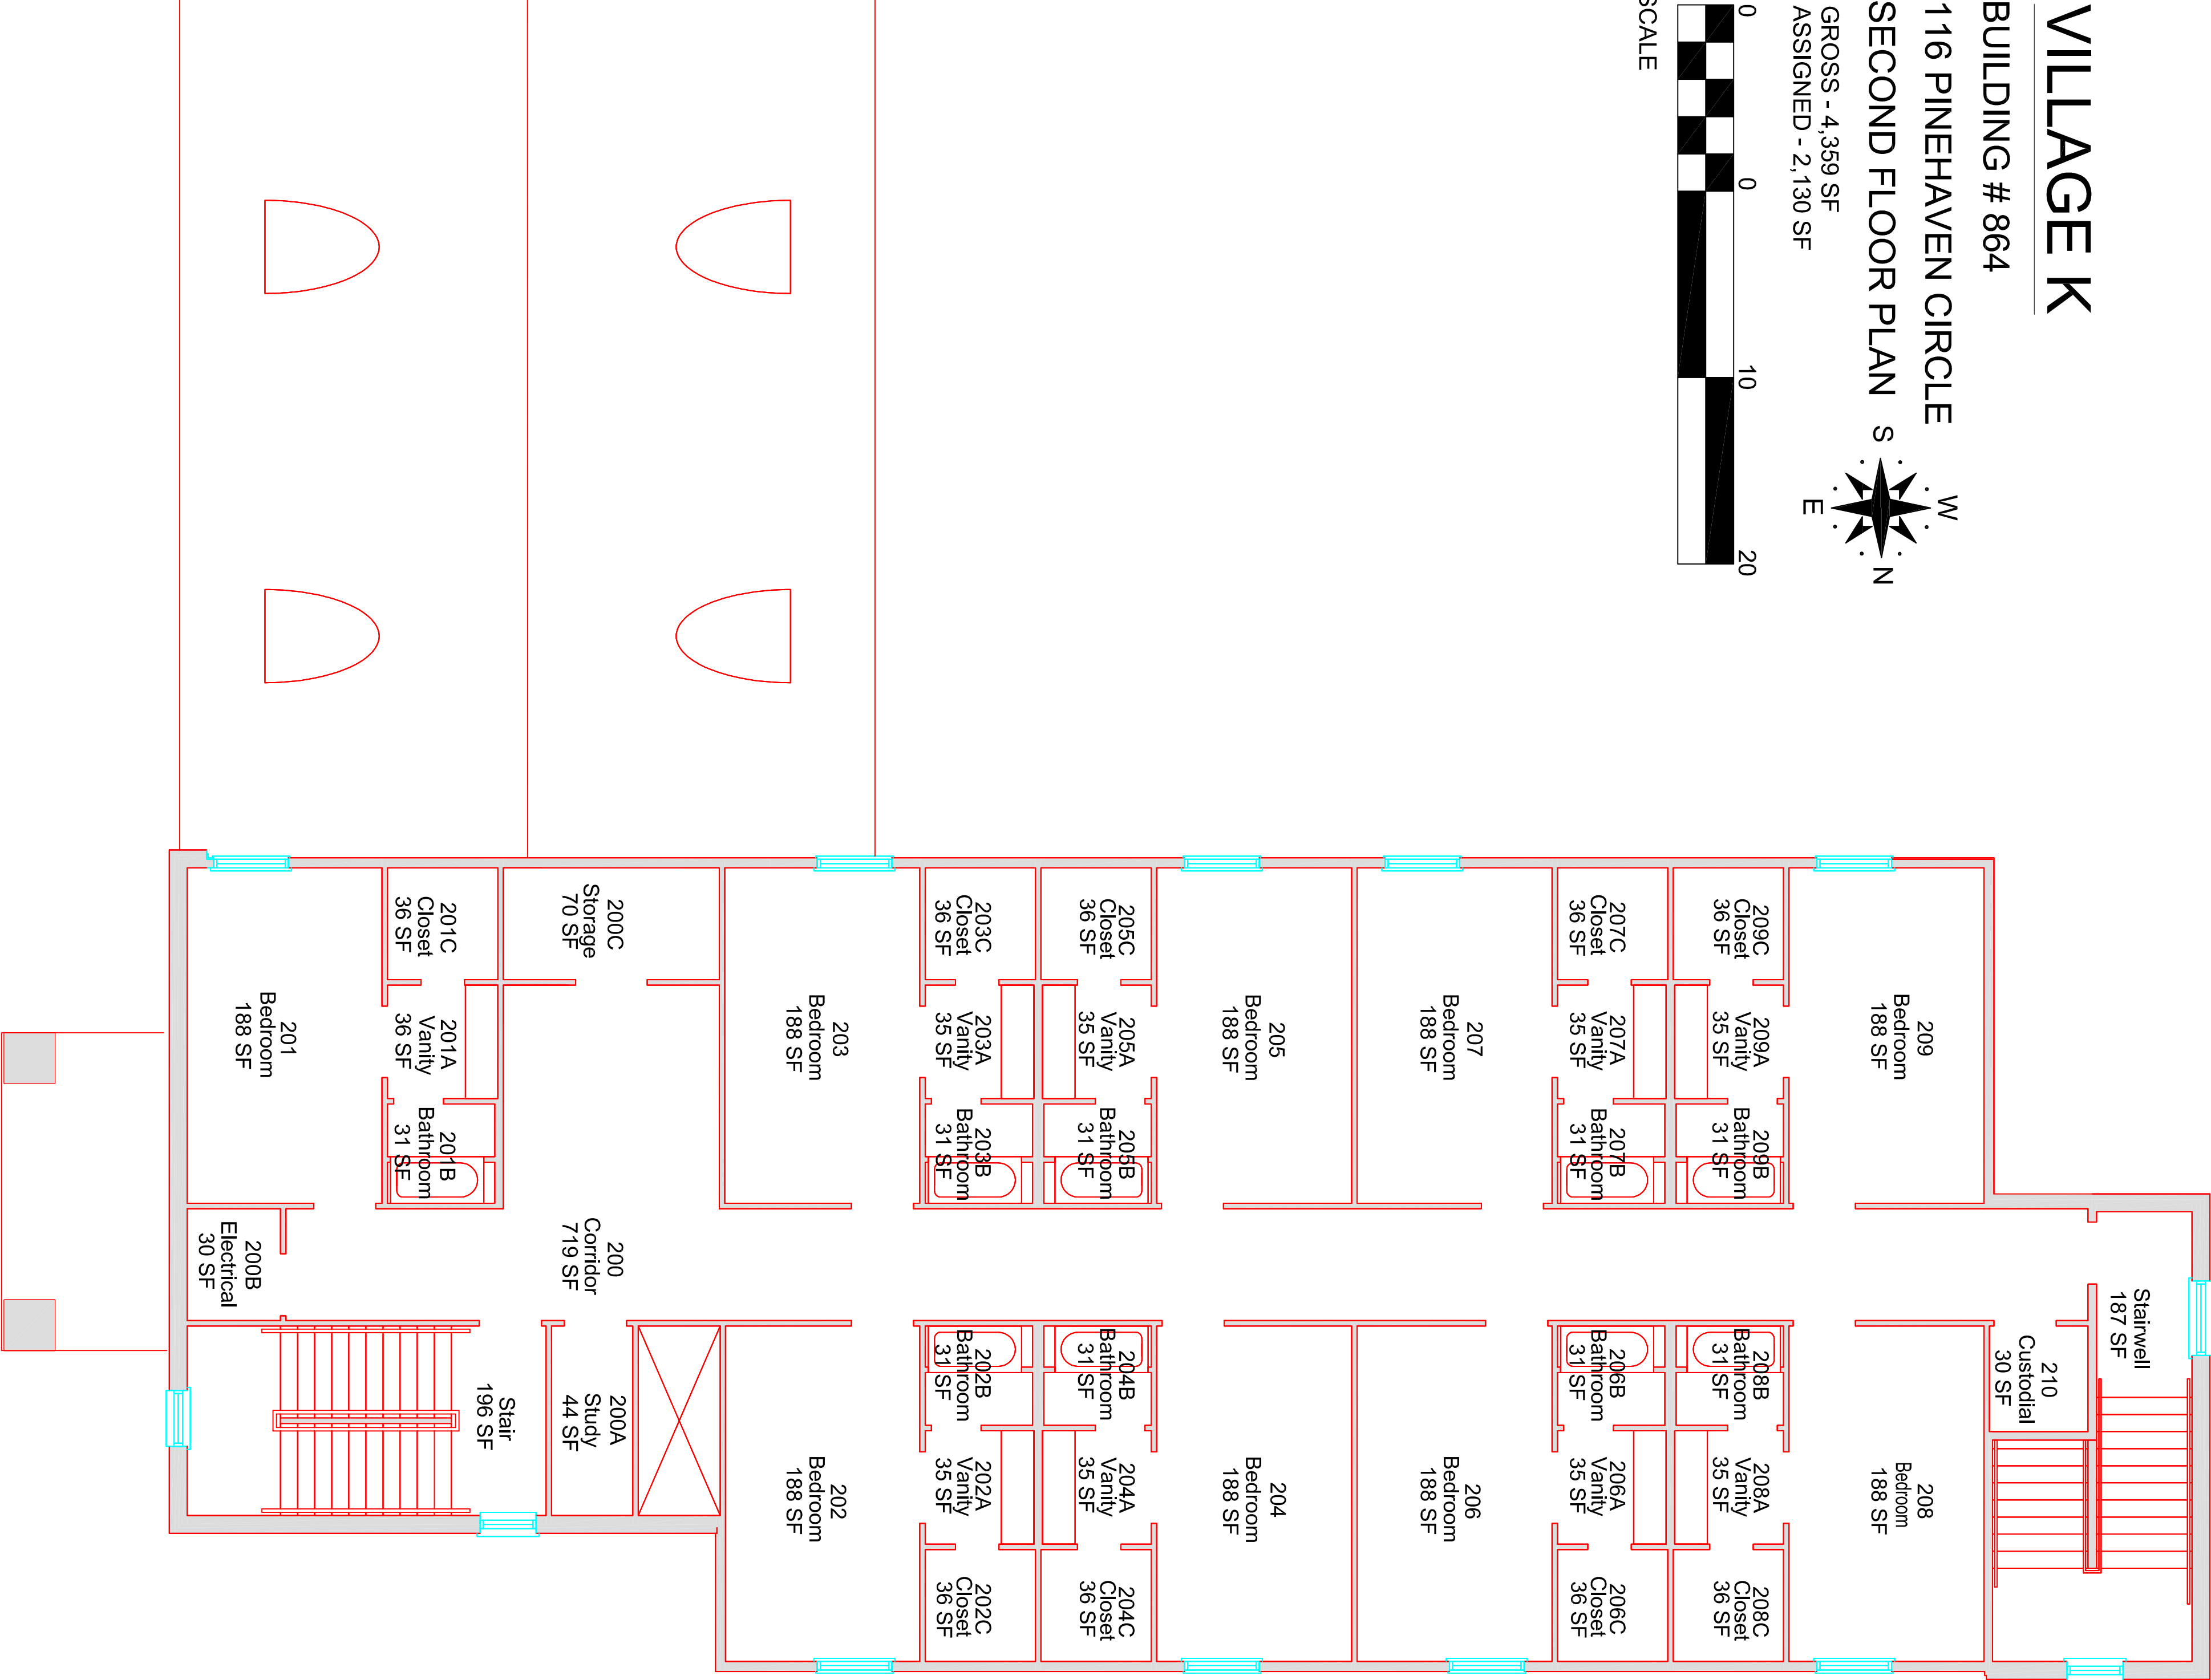 VILLAGE K
BUILDING # 864
116 PINEHAVEN CIRCLE
SECOND FLOOR PLAN
GROSS - 4,359 SF
ASSIGNED - 2,130 SF
S
W
E
N
0
0
10
20
SCALE
Stairwell
187 SF
210
Custodial
30 SF
209
Bedroom
188 SF
208
Bedroom
188 SF
209C
Closet
36 SF
209A
Vanity
35 SF
209B
Bathroom
31 SF
208B
Bathroom
31 SF
208A
Vanity
35 SF
208C
Closet
36 SF
207C
Closet
36 SF
207A
Vanity
35 SF
207B
Bathroom
31 SF
206B
Bathroom
31 SF
206A
Vanity
35 SF
206C
Closet
36 SF
207
Bedroom
188 SF
206
Bedroom
188 SF
205
Bedroom
188 SF
204
Bedroom
188 SF
205C
Closet
36 SF
205A
Vanity
35 SF
205B
Bathroom
31 SF
204B
Bathroom
31 SF
204A
Vanity
35 SF
204C
Closet
36 SF
203C
Closet
36 SF
203A
Vanity
35 SF
203B
Bathroom
31 SF
202B
Bathroom
31 SF
202A
Vanity
35 SF
202C
Closet
36 SF
203
Bedroom
188 SF
202
Bedroom
188 SF
200C
Storage
70 SF
200
Corridor
719 SF
200A
Study
44 SF
Stair
196 SF
201C
Closet
36 SF
201A
Vanity
36 SF
201B
Bathroom
31 SF
201
Bedroom
188 SF
200B
Electrical
30 SF